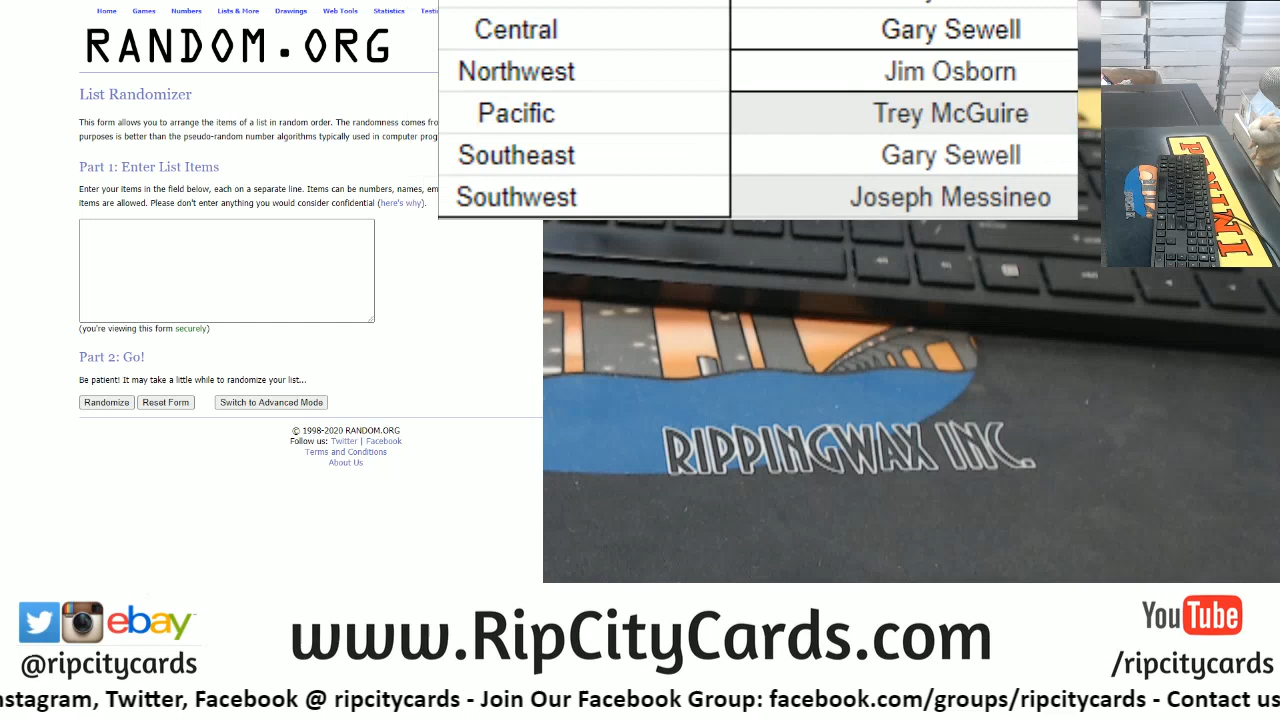 Home Games Numbers Lists & More Drawings Web Tools Statistics
RANDOM.ORG
List Randomizer
This form allows you to arrange the items of a list in random order. The randomness comes
purposes is better than the pseudo-random number algorithms typically used in computer
Part 1: Enter List Items
Enter your items in the field below, each on a separate line. Items can be numbers, names,
Items are allowed. Please don't enter anything you would consider confidential (here's why).
(you're viewing this form securely)
Part 2: Go!
Be patient! It may take a little while to randomize your list...
Randomize Reset Form Switch to Advanced Mode
© 1998-2020 RANDOM.ORG
Follow us: Twitter | Facebook
Terms and Conditions
About Us
Central Gary Sewell
Northwest Jim Osborn
Pacific Trey McGuire
Southeast Gary Sewell
Southwest Joseph Messineo
PANINI
RIPPINGWAX INC.
ebay
@ripcitycards
www.RipCityCards.com
YouTube
/ripcitycards
nstagram, Twitter, Facebook @ ripcitycards - Join Our Facebook Group: facebook.com/groups/ripcitycards - Contact us